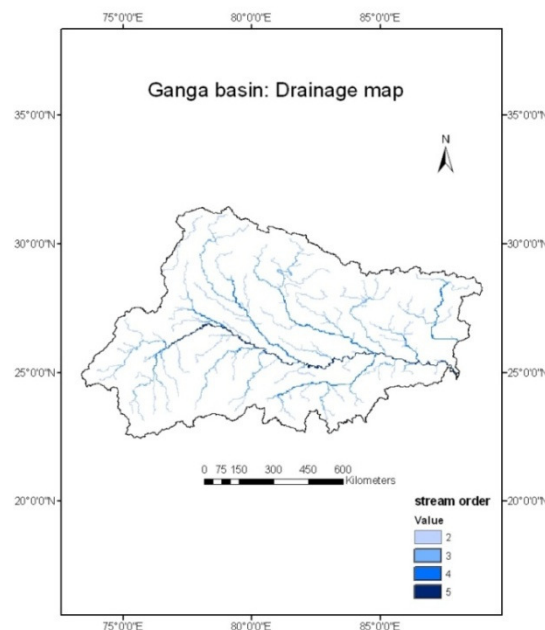 75°0'0"E 80°0'0"E 85°0'0"E
Ganga basin: Drainage map
35°0'0"N 35°0'0"N
N
30°0'0"N 30°0'0"N
25°0'0"N 25°0'0"N
0 75 150 300 450 600
Kilometers
20°0'0"N 20°0'0"N
stream order
Value
2
3
4
5
75°0'0"E 80°0'0"E 85°0'0"E